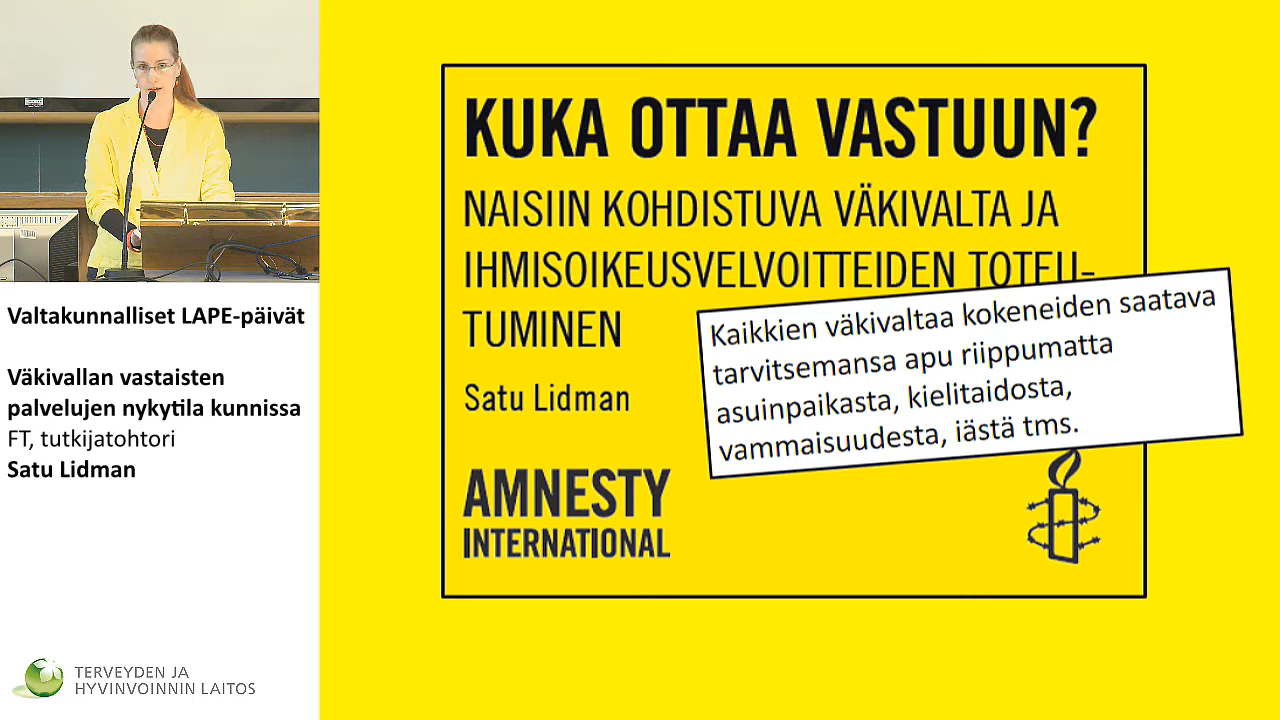 Valtakunnalliset LAPE-päivät
Väkivallan vastaisten
palvelujen nykytila kunnissa
FT, tutkijatohtori
Satu Lidman
TERVEYDEN JA
HYVINVOINNIN LAITOS
KUKA OTTAA VASTUUN?
NAISIIN KOHDISTUVA VÄKIVALTA JA
IHMISOIKEUSVELVOITTEIDEN TOTEU-
TUMINEN
Satu Lidman
Kaikkien väkivaltaa kokeneiden saatava
tarvitsemansa apu riippumatta
asuinpaikasta, kielitaidosta,
vammaisuudesta, iästä tms.
AMNESTY
INTERNATIONAL